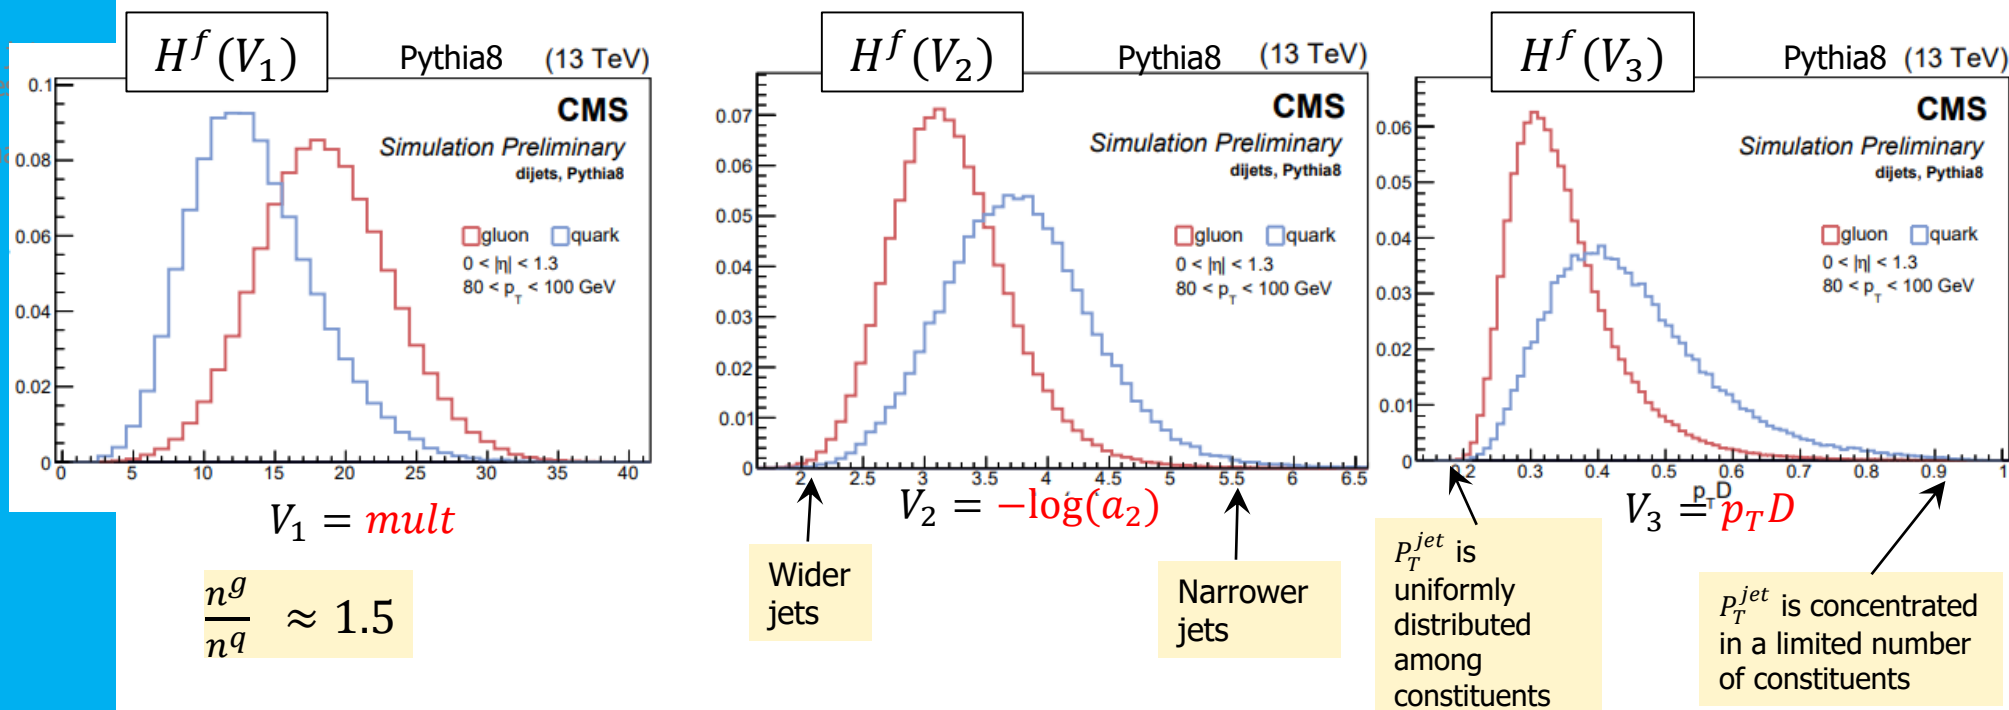 H^f(V_1)
Pythia8 (13 TeV)
CMS
Simulation Preliminary
dijets, Pythia8
gluon quark
0 < |η| < 1.3
80 < p_T < 100 GeV
0.1
0.08
0.06
0.04
0.02
0
0 5 10 15 20 25 30 35 40
V_1 = mult
n^g/n^q ≈ 1.5
H^f(V_2)
Pythia8 (13 TeV)
CMS
Simulation Preliminary
dijets, Pythia8
gluon quark
0 < |η| < 1.3
80 < p_T < 100 GeV
0.07
0.06
0.05
0.04
0.03
0.02
0.01
0
2 2.5 3 3.5 4 4.5 5 5.5 6 6.5
V_2 = −log(a_2)
Wider
jets
Narrower
jets
H^f(V_3)
Pythia8 (13 TeV)
CMS
Simulation Preliminary
dijets, Pythia8
gluon quark
0 < |η| < 1.3
80 < p_T < 100 GeV
0.06
0.05
0.04
0.03
0.02
0.01
0
0.2 0.3 0.4 0.5 0.6 0.7 0.8 0.9 1
p_T D
V_3 = p_T D
P_T^jet is
uniformly
distributed
among
constituents
P_T^jet is concentrated
in a limited number
of constituents